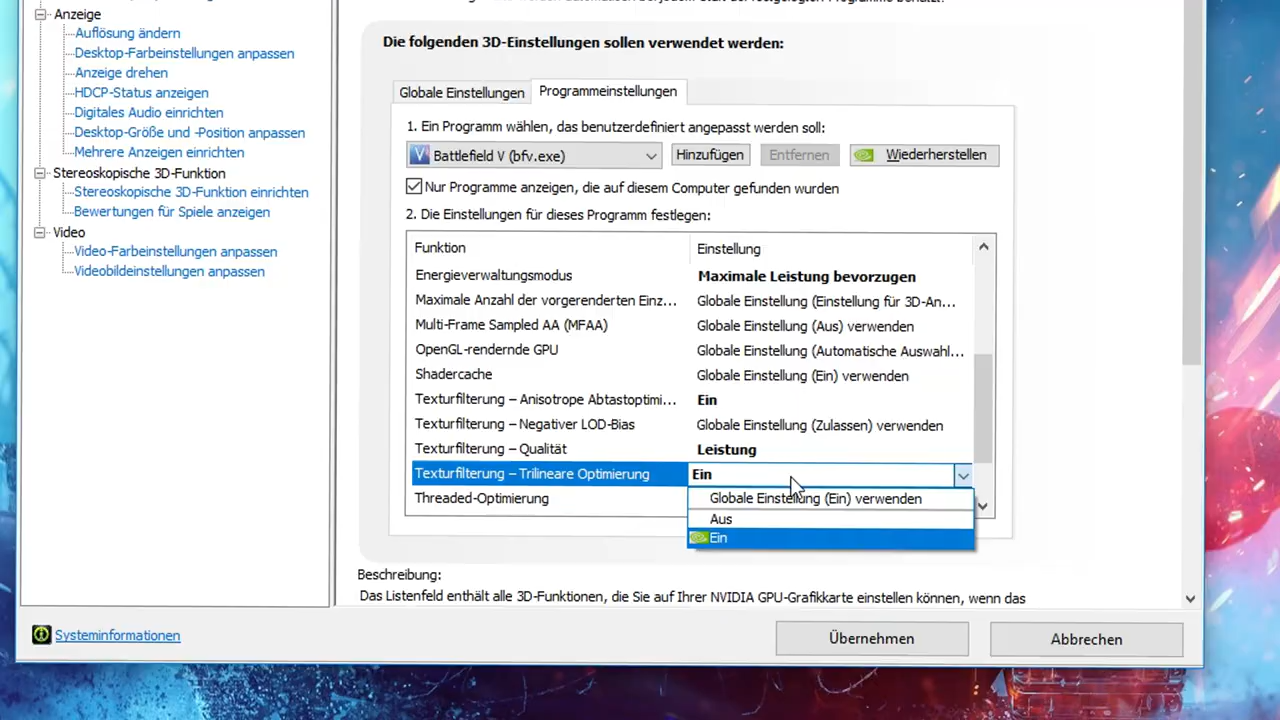 Anzeige
Auflösung ändern
Desktop-Farbeinstellungen anpassen
Anzeige drehen
HDCP-Status anzeigen
Digitales Audio einrichten
Desktop-Größe und -Position anpassen
Mehrere Anzeigen einrichten
Stereoskopische 3D-Funktion
Stereoskopische 3D-Funktion einrichten
Bewertungen für Spiele anzeigen
Video
Video-Farbeinstellungen anpassen
Videobildeinstellungen anpassen
Systeminformationen
Die folgenden 3D-Einstellungen sollen verwendet werden:
Globale Einstellungen Programmeinstellungen
1. Ein Programm wählen, das benutzerdefiniert angepasst werden soll:
Battlefield V (bfv.exe) Hinzufügen Entfernen Wiederherstellen
Nur Programme anzeigen, die auf diesem Computer gefunden wurden
2. Die Einstellungen für dieses Programm festlegen:
Funktion Einstellung
Energieverwaltungsmodus Maximale Leistung bevorzugen
Maximale Anzahl der vorgerenderten Einz... Globale Einstellung (Einstellung für 3D-An...
Multi-Frame Sampled AA (MFAA) Globale Einstellung (Aus) verwenden
OpenGL-rendernde GPU Globale Einstellung (Automatische Auswahl...
Shadercache Globale Einstellung (Ein) verwenden
Texturfilterung – Anisotrope Abtastoptimi... Ein
Texturfilterung – Negativer LOD-Bias Globale Einstellung (Zulassen) verwenden
Texturfilterung – Qualität Leistung
Texturfilterung – Trilineare Optimierung Ein
Threaded-Optimierung Globale Einstellung (Ein) verwenden
Aus
Ein
Beschreibung:
Das Listenfeld enthält alle 3D-Funktionen, die Sie auf Ihrer NVIDIA GPU-Grafikkarte einstellen können, wenn das
Übernehmen Abbrechen